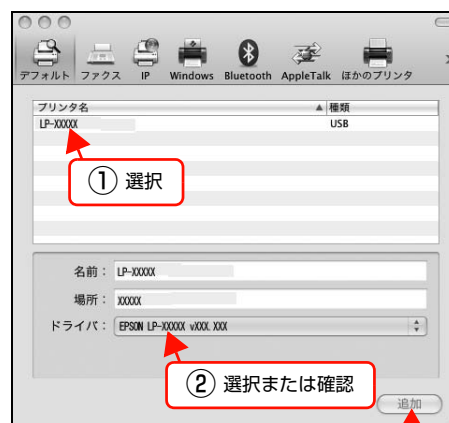 デフォルト ファクス IP Windows Bluetooth AppleTalk ほかのプリンタ
プリンタ名 種類
LP-XXXXX USB
① 選択
名前： LP-XXXXX
場所： XXXXX
ドライバ： EPSON LP-XXXXX vXXX.XXX
② 選択または確認
追加